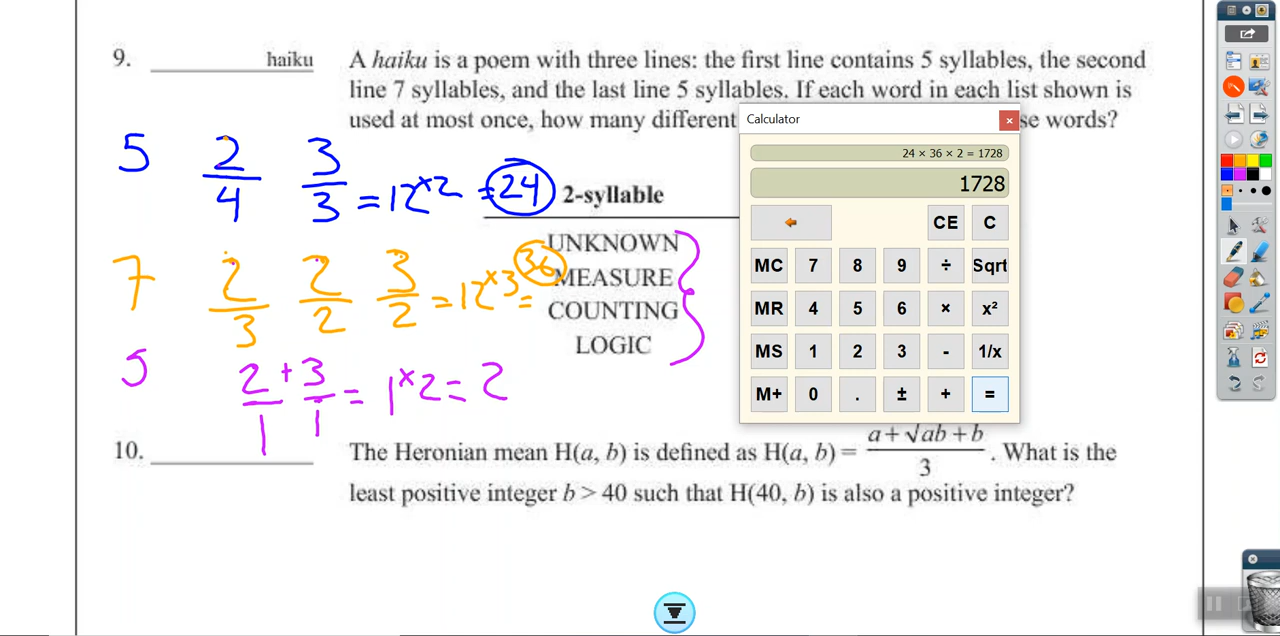 9. haiku A haiku is a poem with three lines: the first line contains 5 syllables, the second
line 7 syllables, and the last line 5 syllables. If each word in each list shown is
used at most once, how many different
se words?
5 2/4 3/3 = 12 × 2 = 24
2-syllable
UNKNOWN
MEASURE
COUNTING
LOGIC
7 2/3 2/2 3/2 = 12 × 3 = 36
5 2/1 + 3/1 = 1 × 2 = 2
Calculator ×
24 × 36 × 2 = 1728
1728
CE C
MC 7 8 9 ÷ Sqrt
MR 4 5 6 × x²
MS 1 2 3 - 1/x
M+ 0 . ± + =
10. The Heronian mean H(a, b) is defined as H(a, b) = (a + √ab + b)/3. What is the
least positive integer b > 40 such that H(40, b) is also a positive integer?